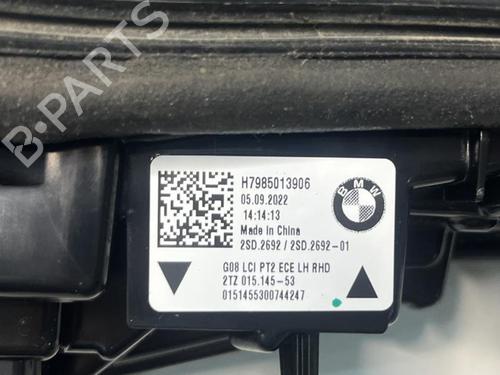 B-PARTS
H7985013906
05.09.2022
14:14:13
Made in China
2SD.2692 / 2SD.2692-01
BMW
G08 LCI PT2 ECE LH RHD
2TZ 015.145-53
0151455300744247